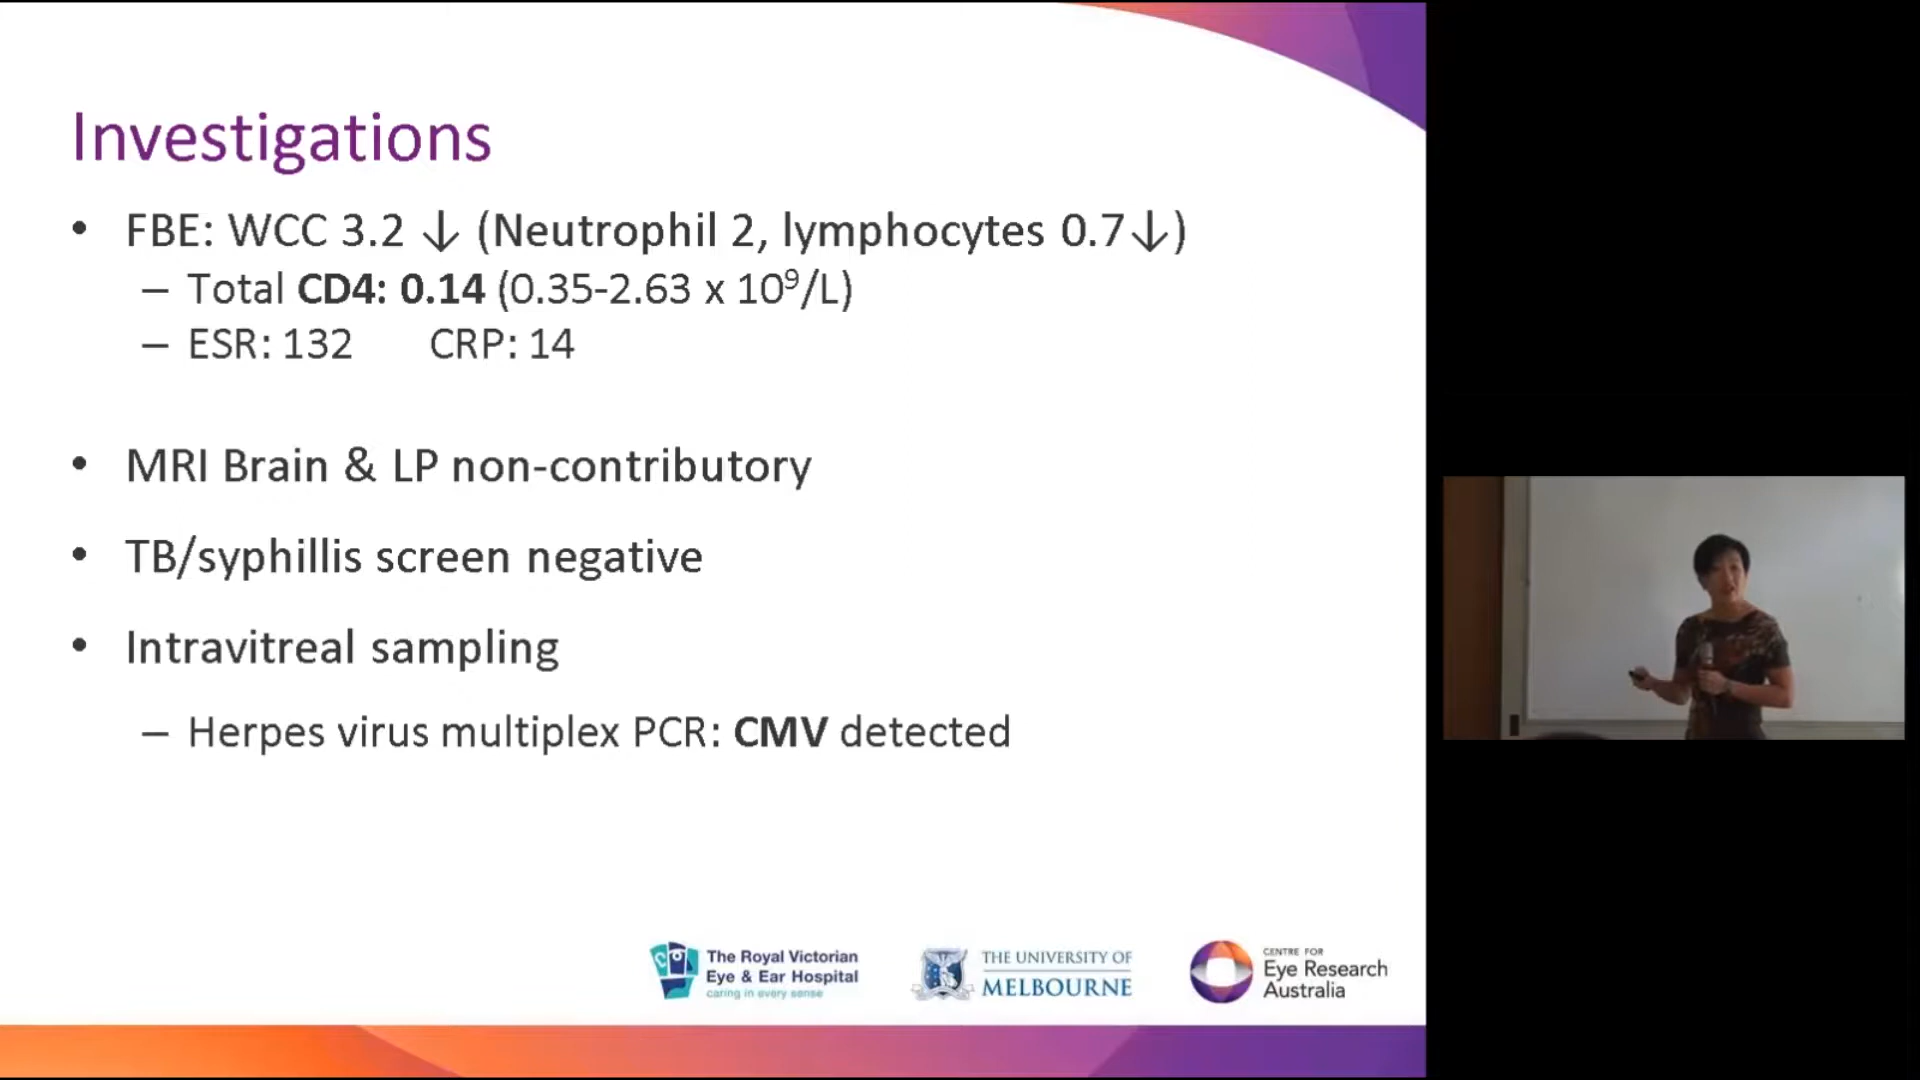 Investigations
• FBE: WCC 3.2 ↓ (Neutrophil 2, lymphocytes 0.7↓)
– Total CD4: 0.14 (0.35-2.63 x 10⁹/L)
– ESR: 132 CRP: 14
• MRI Brain & LP non-contributory
• TB/syphillis screen negative
• Intravitreal sampling
– Herpes virus multiplex PCR: CMV detected
The Royal Victorian
Eye & Ear Hospital
caring in every sense
THE UNIVERSITY OF
MELBOURNE
CENTRE FOR
Eye Research
Australia